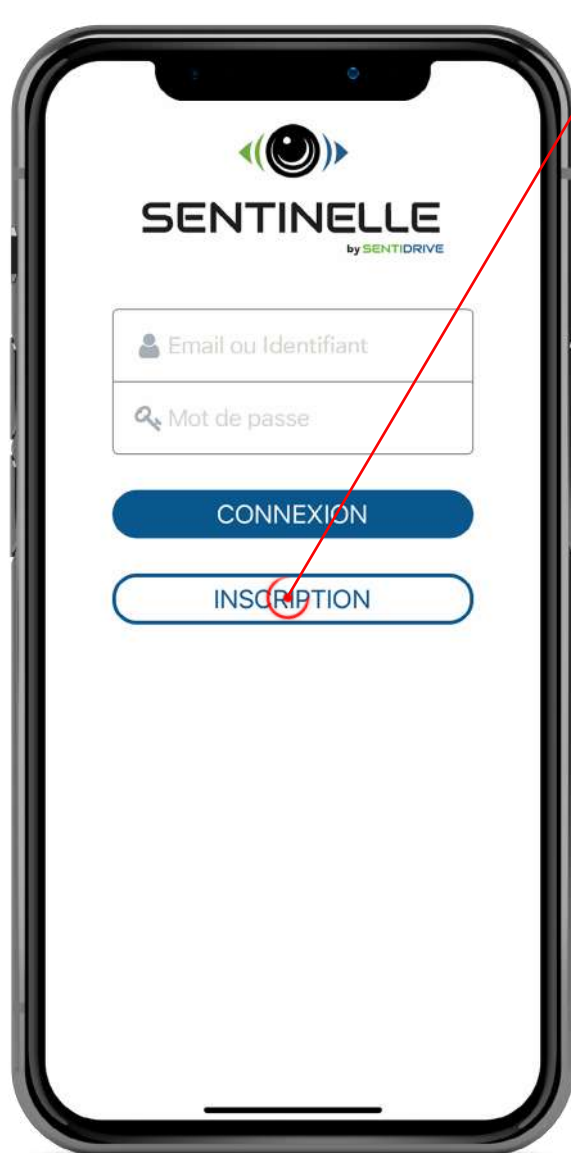 SENTINELLE
by SENTIDRIVE
Email ou Identifiant
Mot de passe
CONNEXION
INSCRIPTION